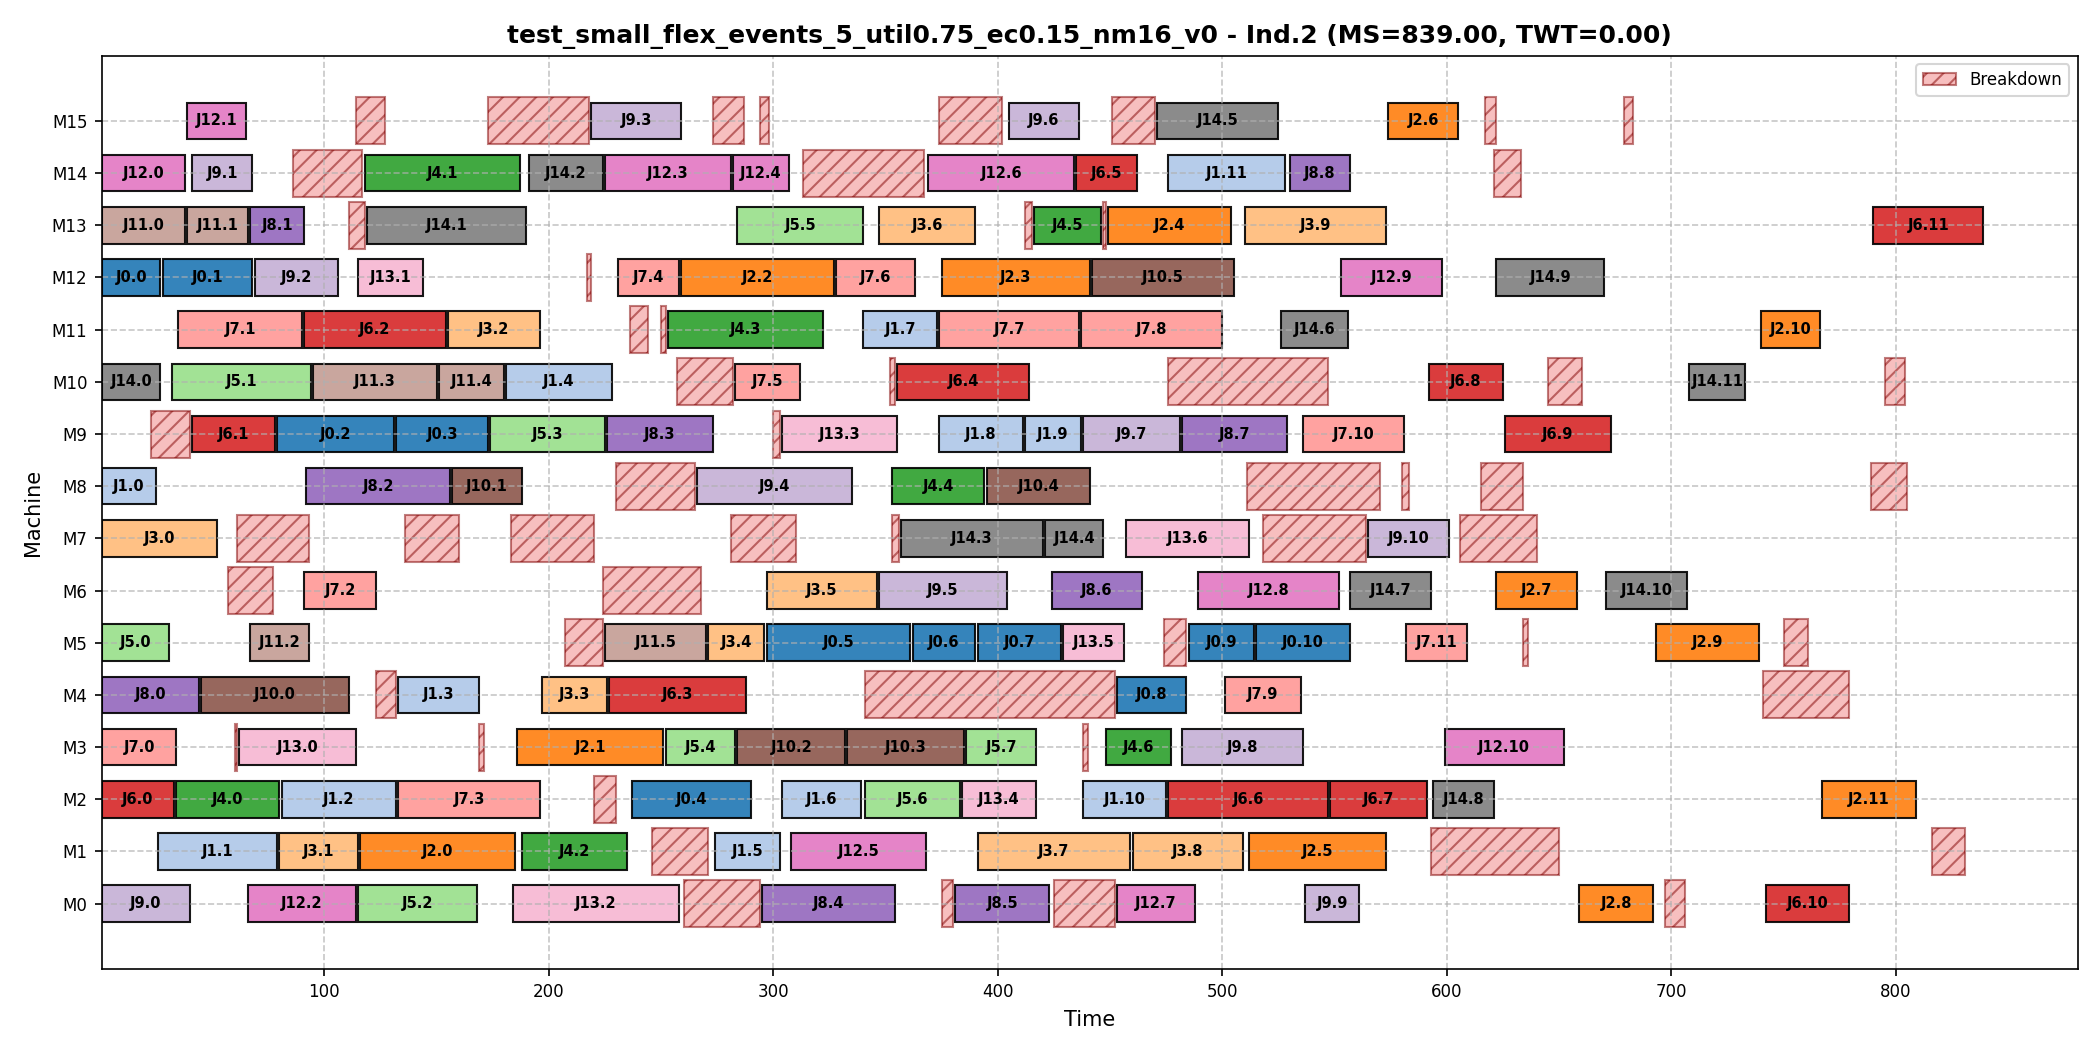 test_small_flex_events_5_util0.75_ec0.15_nm16_v0 - Ind.2 (MS=839.00, TWT=0.00)
Breakdown
M15 J12.1 J9.3 J9.6 J14.5 J2.6
M14 J12.0 J9.1 J4.1 J14.2 J12.3 J12.4 J12.6 J6.5 J1.11 J8.8
M13 J11.0 J11.1 J8.1 J14.1 J5.5 J3.6 J4.5 J2.4 J3.9 J6.11
M12 J0.0 J0.1 J9.2 J13.1 J7.4 J2.2 J7.6 J2.3 J10.5 J12.9 J14.9
M11 J7.1 J6.2 J3.2 J4.3 J1.7 J7.7 J7.8 J14.6 J2.10
M10 J14.0 J5.1 J11.3 J11.4 J1.4 J7.5 J6.4 J6.8 J14.11
M9 J6.1 J0.2 J0.3 J5.3 J8.3 J13.3 J1.8 J1.9 J9.7 J8.7 J7.10 J6.9
M8 J1.0 J8.2 J10.1 J9.4 J4.4 J10.4
M7 J3.0 J14.3 J14.4 J13.6 J9.10
M6 J7.2 J3.5 J9.5 J8.6 J12.8 J14.7 J2.7 J14.10
M5 J5.0 J11.2 J11.5 J3.4 J0.5 J0.6 J0.7 J13.5 J0.9 J0.10 J7.11 J2.9
M4 J8.0 J10.0 J1.3 J3.3 J6.3 J0.8 J7.9
M3 J7.0 J13.0 J2.1 J5.4 J10.2 J10.3 J5.7 J4.6 J9.8 J12.10
M2 J6.0 J4.0 J1.2 J7.3 J0.4 J1.6 J5.6 J13.4 J1.10 J6.6 J6.7 J14.8 J2.11
M1 J1.1 J3.1 J2.0 J4.2 J1.5 J12.5 J3.7 J3.8 J2.5
M0 J9.0 J12.2 J5.2 J13.2 J8.4 J8.5 J12.7 J9.9 J2.8 J6.10
100 200 300 400 500 600 700 800
Time
Machine